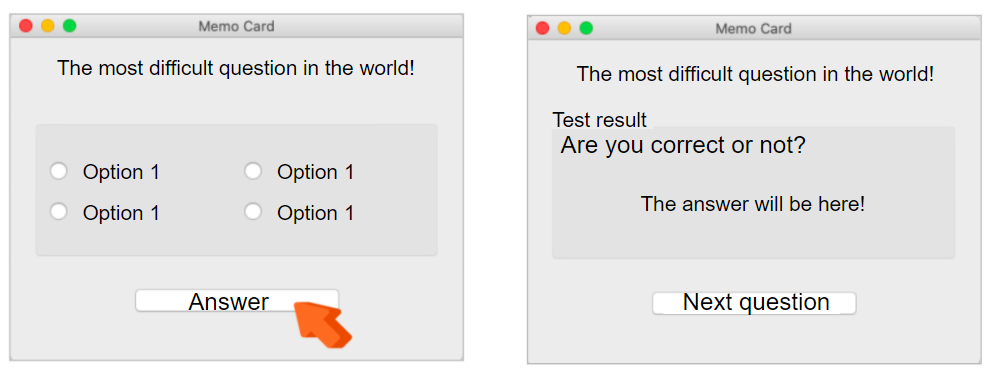 Memo Card
The most difficult question in the world!
Option 1
Option 1
Option 1
Option 1
Answer
Memo Card
The most difficult question in the world!
Test result
Are you correct or not?
The answer will be here!
Next question